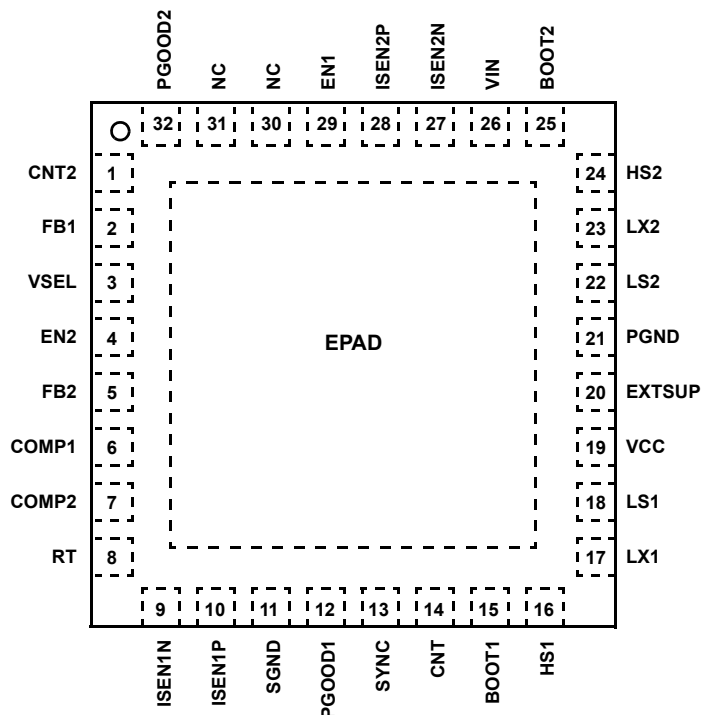 PGOOD2
NC
NC
EN1
ISEN2P
ISEN2N
VIN
BOOT2
32
31
30
29
28
27
26
25
CNT2
1
FB1
2
VSEL
3
EN2
4
FB2
5
COMP1
6
COMP2
7
RT
8
EPAD
24
HS2
23
LX2
22
LS2
21
PGND
20
EXTSUP
19
VCC
18
LS1
17
LX1
9
10
11
12
13
14
15
16
ISEN1N
ISEN1P
SGND
PGOOD1
SYNC
CNT
BOOT1
HS1